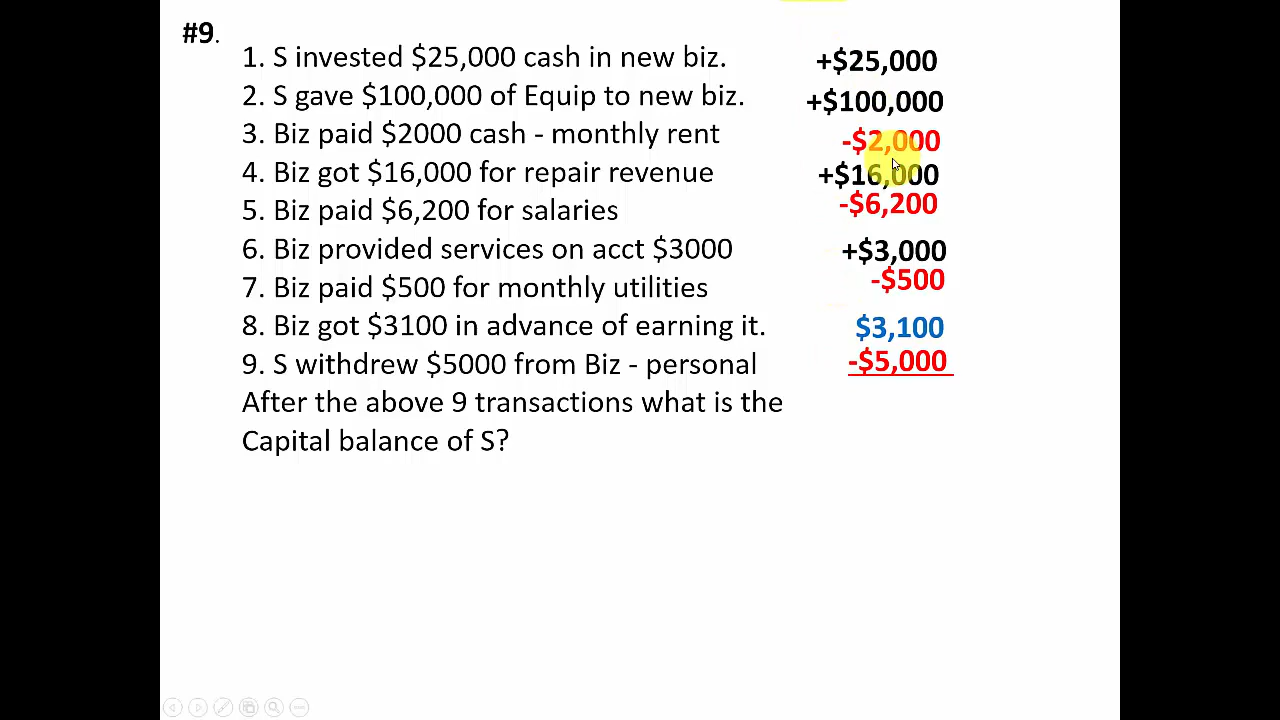 #9.
1. S invested $25,000 cash in new biz. +$25,000
2. S gave $100,000 of Equip to new biz. +$100,000
3. Biz paid $2000 cash - monthly rent -$2,000
4. Biz got $16,000 for repair revenue +$16,000
5. Biz paid $6,200 for salaries -$6,200
6. Biz provided services on acct $3000 +$3,000
7. Biz paid $500 for monthly utilities -$500
8. Biz got $3100 in advance of earning it. $3,100
9. S withdrew $5000 from Biz - personal -$5,000
After the above 9 transactions what is the
Capital balance of S?